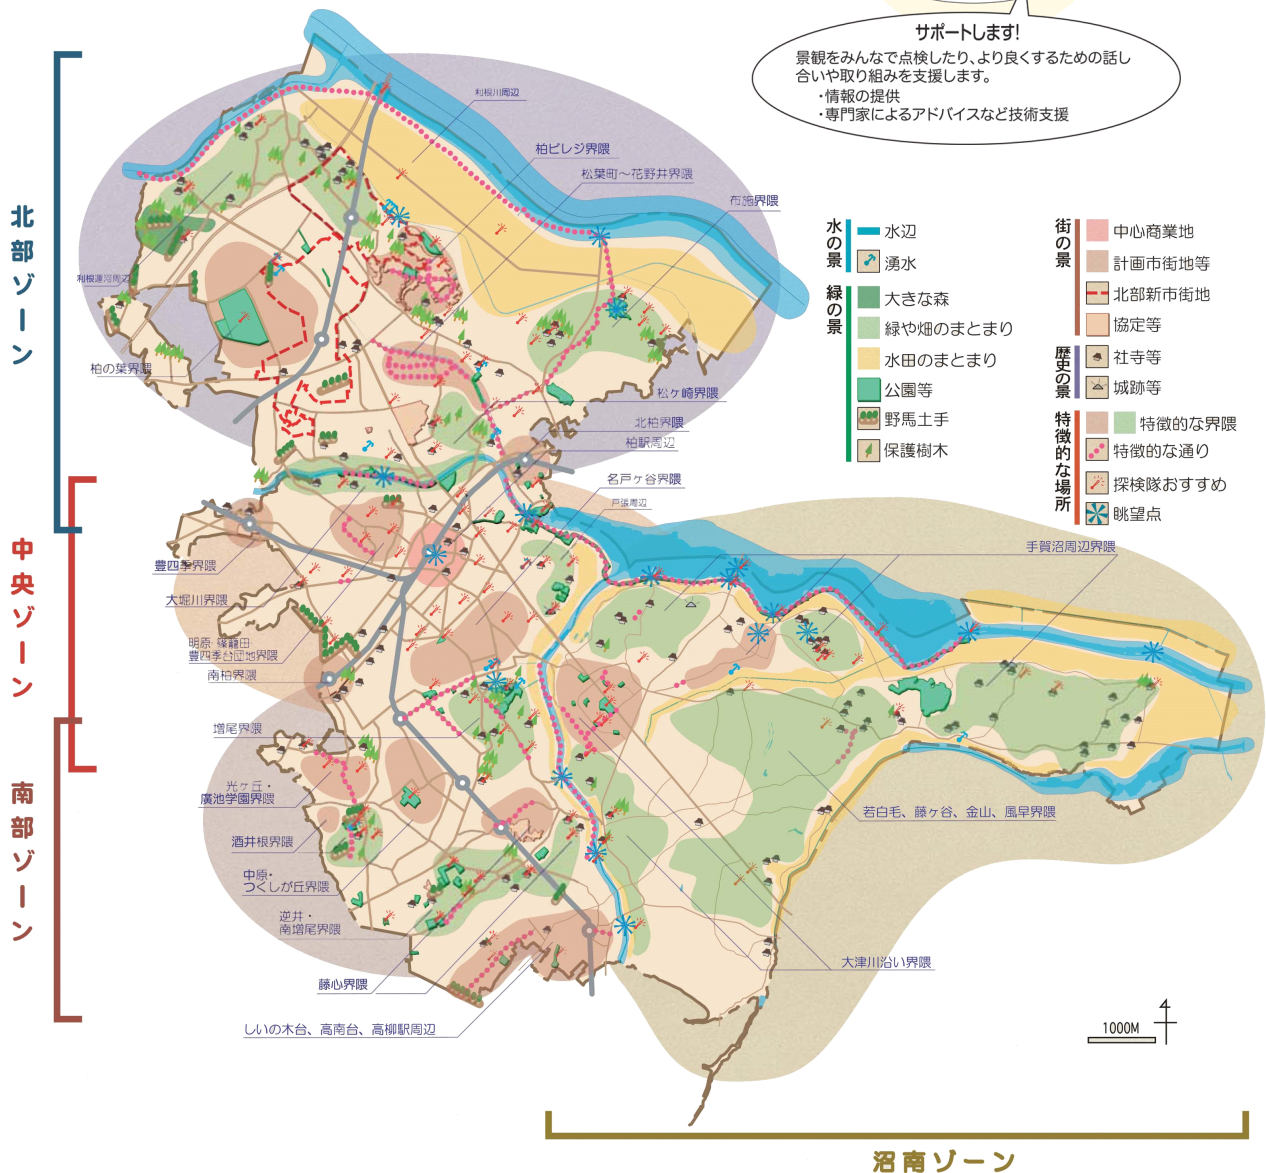 サポートします!
景観をみんなで点検したり、より良くするための話し
合いや取り組みを支援します。
・情報の提供
・専門家によるアドバイスなど技術支援
北部ゾーン
中央ゾーン
南部ゾーン
沼南ゾーン
利根川周辺
柏ビレジ界隈
松葉町〜花野井界隈
布施界隈
利根運河周辺
柏の葉界隈
松ヶ崎界隈
北柏界隈
柏駅周辺
名戸ヶ谷界隈
戸張周辺
手賀沼周辺界隈
豊四季界隈
大堀川界隈
明原・篠籠田
豊四季台団地界隈
南柏界隈
増尾界隈
光ヶ丘・
廣池学園界隈
酒井根界隈
中原・
つくしが丘界隈
逆井・
南増尾界隈
藤心界隈
しいの木台、高南台、高柳駅周辺
若白毛、藤ヶ谷、金山、風早界隈
大津川沿い界隈
水の景
水辺
湧水
緑の景
大きな森
緑や畑のまとまり
水田のまとまり
公園等
野馬土手
保護樹木
街の景
中心商業地
計画市街地等
北部新市街地
協定等
歴史の景
社寺等
城跡等
特徴的な場所
特徴的な界隈
特徴的な通り
探検隊おすすめ
眺望点
1000M